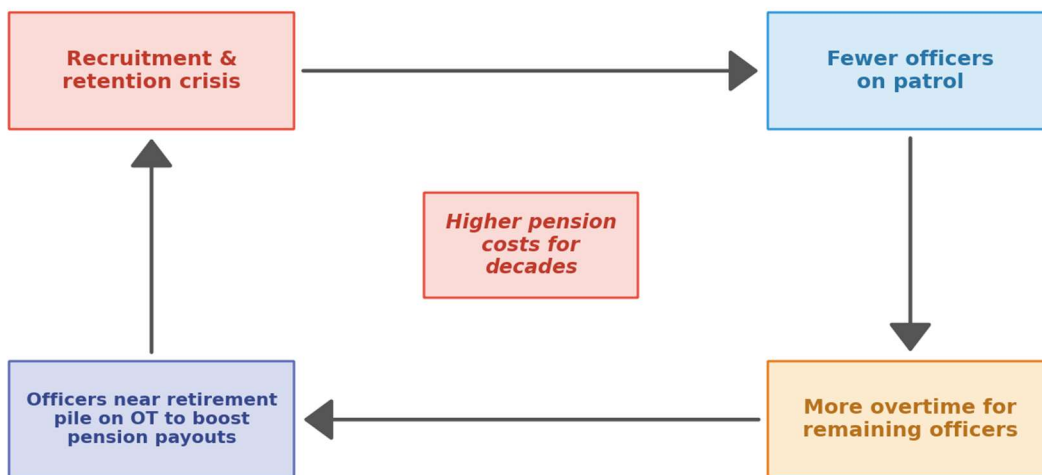 Recruitment &
retention crisis
Fewer officers
on patrol
Higher pension
costs for
decades
Officers near retirement
pile on OT to boost
pension payouts
More overtime for
remaining officers